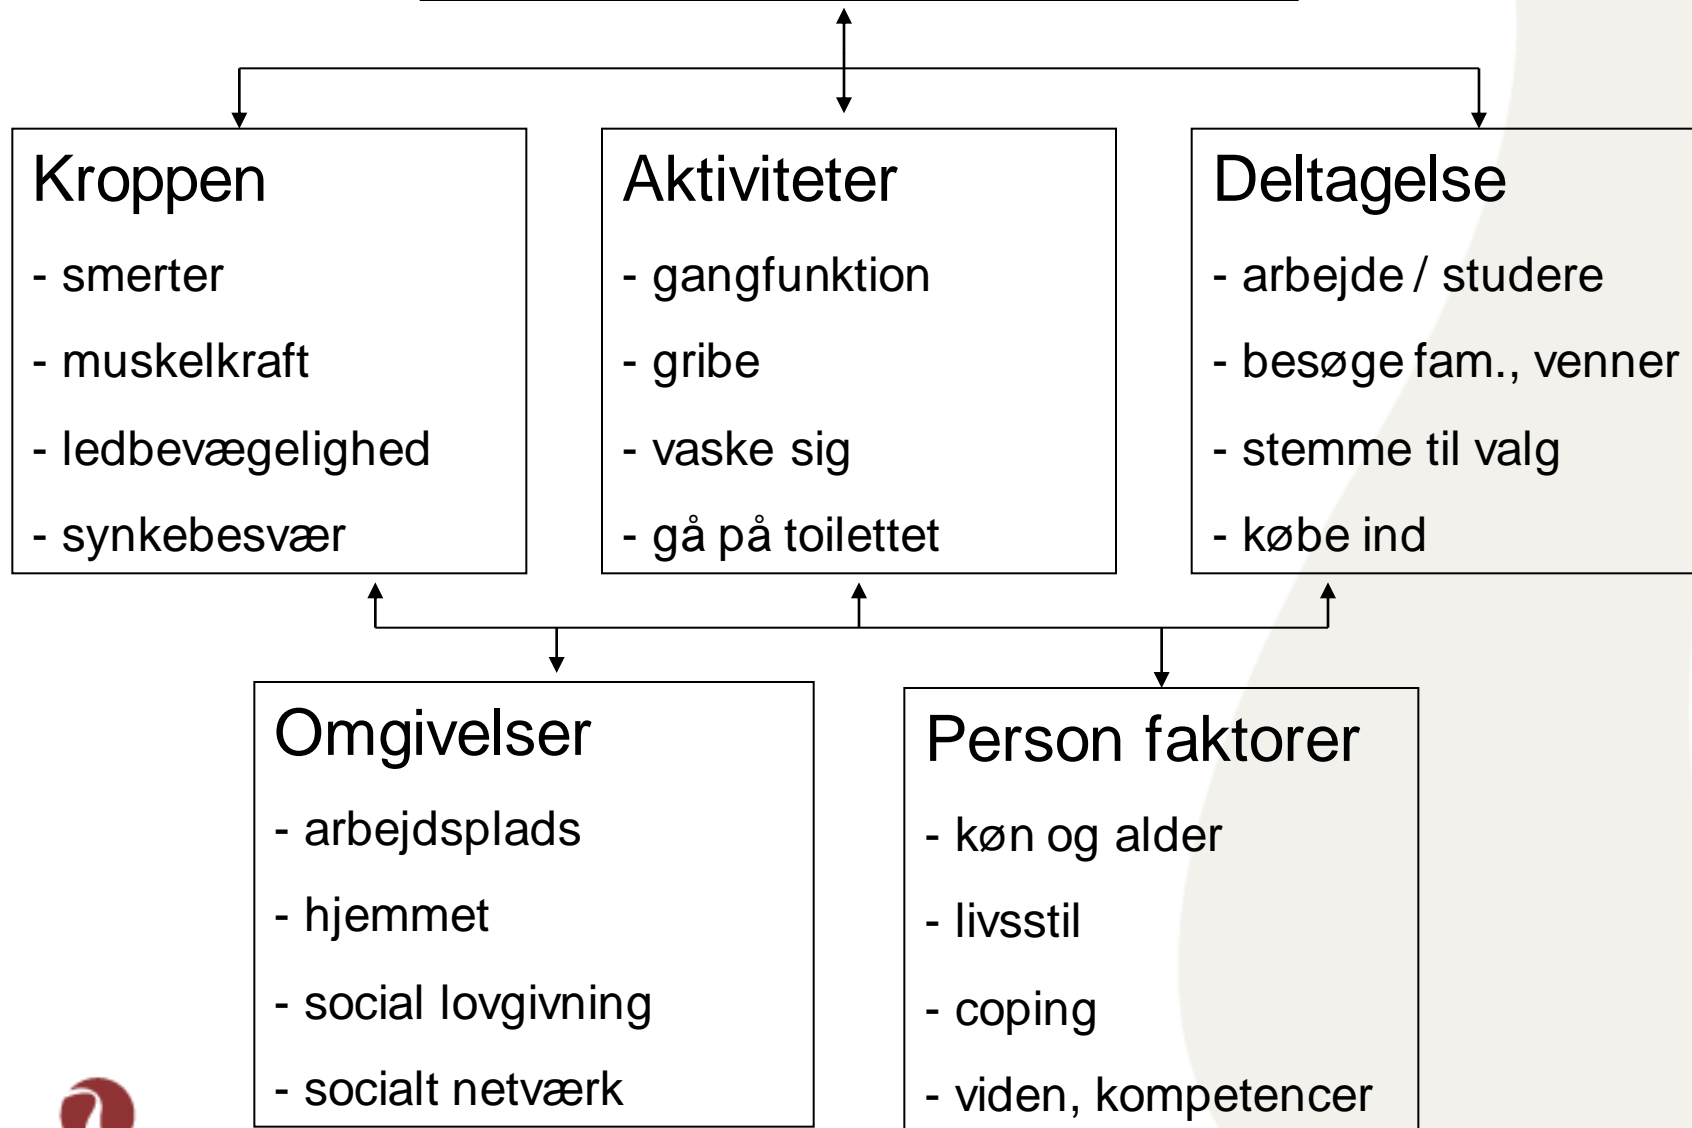 Kroppen
- smerter
- muskelkraft
- ledbevægelighed
- synkebesvær
Aktiviteter
- gangfunktion
- gribe
- vaske sig
- gå på toilettet
Deltagelse
- arbejde / studere
- besøge fam., venner
- stemme til valg
- købe ind
Omgivelser
- arbejdsplads
- hjemmet
- social lovgivning
- socialt netværk
Person faktorer
- køn og alder
- livsstil
- coping
- viden, kompetencer